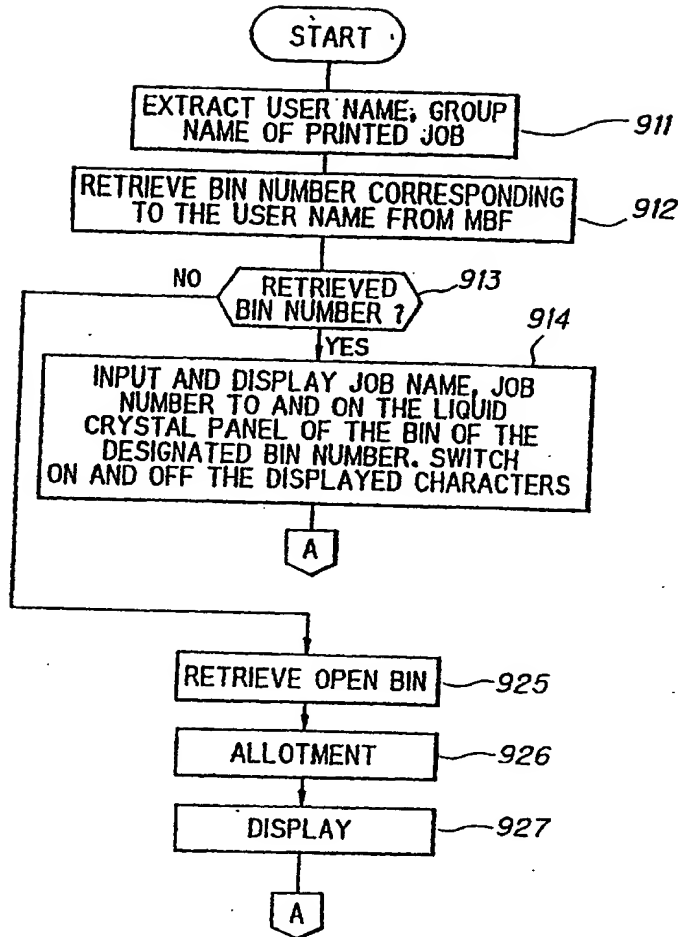 START
EXTRACT USER NAME, GROUP
NAME OF PRINTED JOB
911
RETRIEVE BIN NUMBER CORRESPONDING
TO THE USER NAME FROM MBF
912
NO
RETRIEVED
BIN NUMBER ?
913
YES
914
INPUT AND DISPLAY JOB NAME, JOB
NUMBER TO AND ON THE LIQUID
CRYSTAL PANEL OF THE BIN OF THE
DESIGNATED BIN NUMBER. SWITCH
ON AND OFF THE DISPLAYED CHARACTERS
A
RETRIEVE OPEN BIN
925
ALLOTMENT
926
DISPLAY
927
A